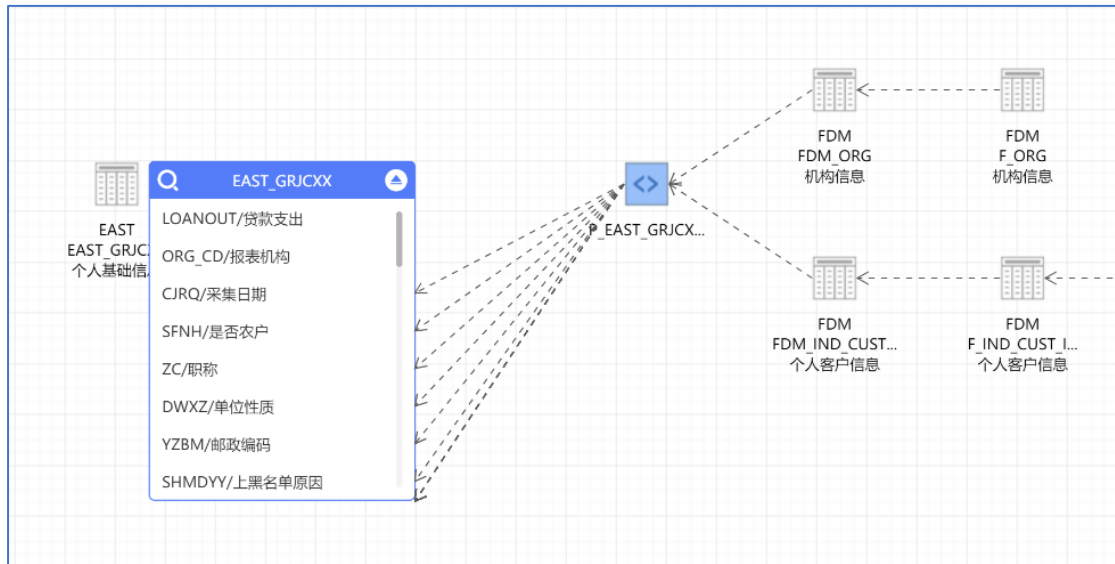 EAST
EAST_GRJC
个人基础信
EAST_GRJCXX
LOANOUT/贷款支出
ORG_CD/报表机构
CJRQ/采集日期
SFNH/是否农户
ZC/职称
DWXZ/单位性质
YZBM/邮政编码
SHMDYY/上黑名单原因
P_EAST_GRJCX...
FDM
FDM_ORG
机构信息
FDM
F_ORG
机构信息
FDM
FDM_IND_CUST...
个人客户信息
FDM
F_IND_CUST_I...
个人客户信息